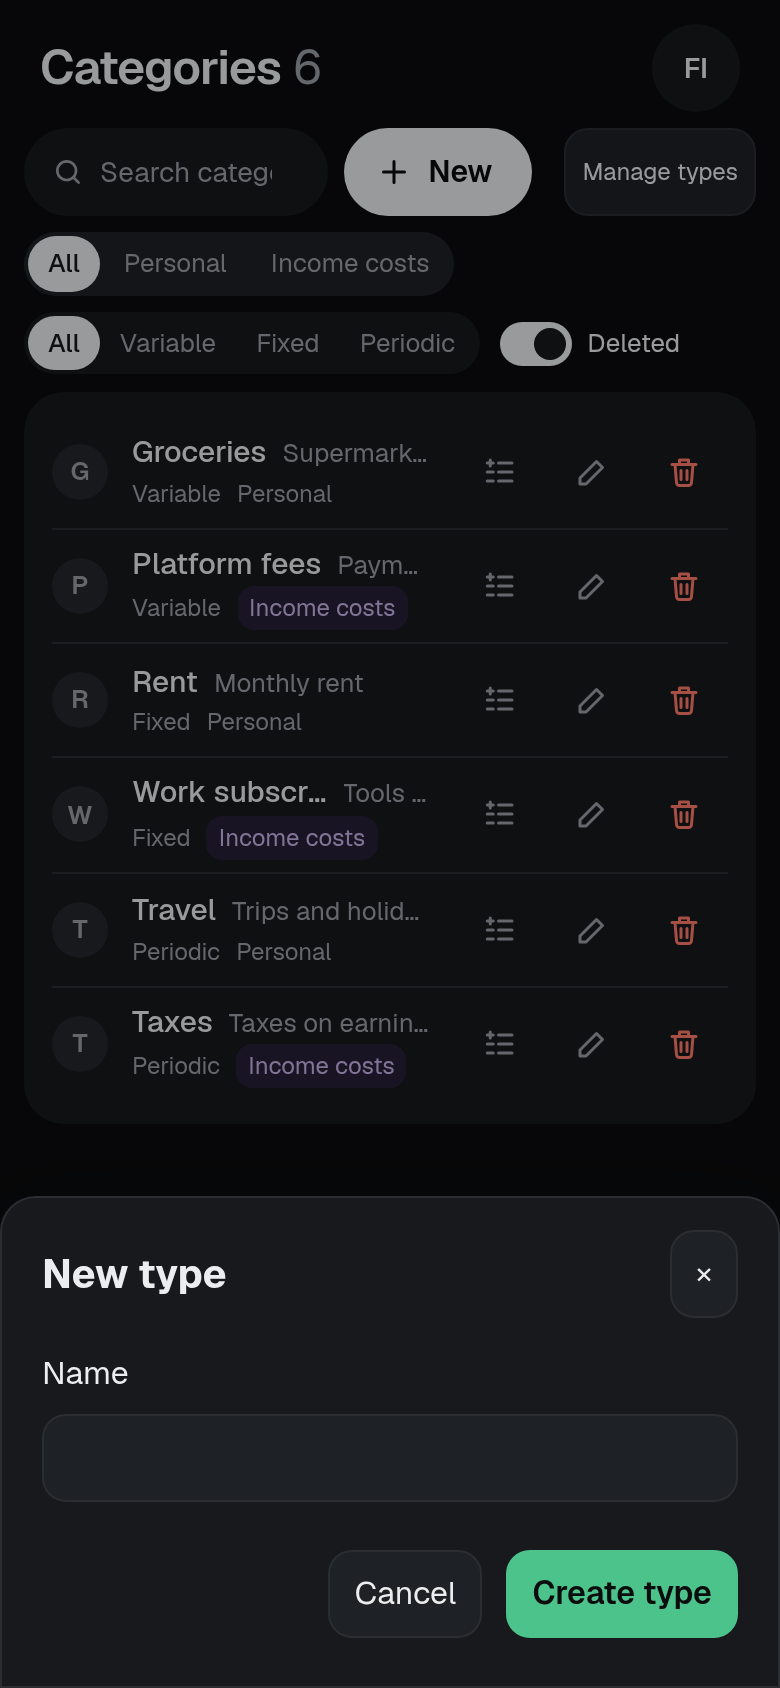 Categories 6
FI
Search categ
New
Manage types
All Personal Income costs
All Variable Fixed Periodic Deleted
G
Groceries Supermark...
Variable Personal
P
Platform fees Paym...
Variable Income costs
R
Rent Monthly rent
Fixed Personal
W
Work subscr... Tools ...
Fixed Income costs
T
Travel Trips and holid...
Periodic Personal
T
Taxes Taxes on earnin...
Periodic Income costs
New type
×
Name
Cancel
Create type